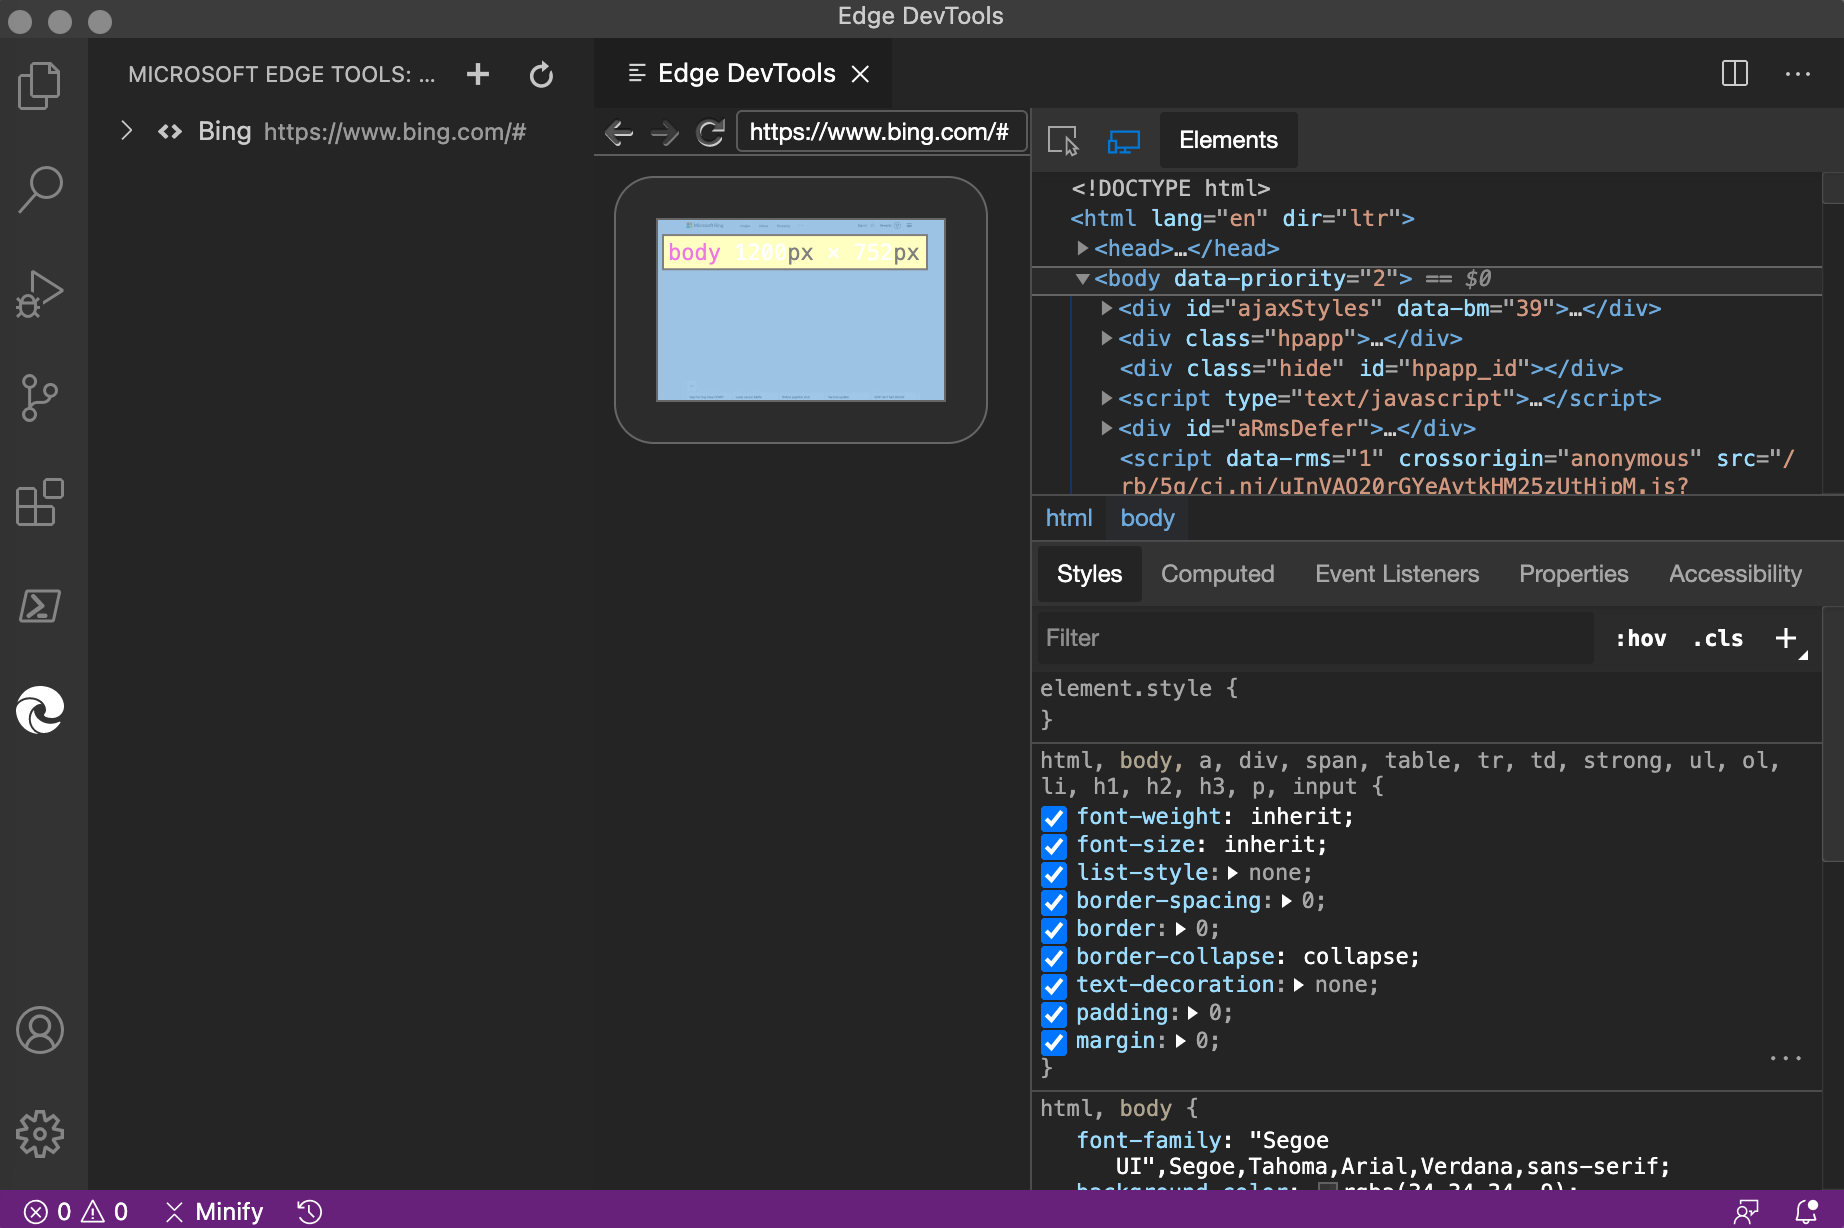 Edge DevTools
MICROSOFT EDGE TOOLS: ...
Bing https://www.bing.com/#
Edge DevTools
https://www.bing.com/#
body 1200px × 752px
Elements
<!DOCTYPE html>
<html lang="en" dir="ltr">
<head>…</head>
<body data-priority="2"> == $0
<div id="ajaxStyles" data-bm="39">…</div>
<div class="hpapp">…</div>
<div class="hide" id="hpapp_id"></div>
<script type="text/javascript">…</script>
<div id="aRmsDefer">…</div>
<script data-rms="1" crossorigin="anonymous" src="/
html body
Styles Computed Event Listeners Properties Accessibility
Filter :hov .cls +
element.style {
}
html, body, a, div, span, table, tr, td, strong, ul, ol,
li, h1, h2, h3, p, input {
font-weight: inherit;
font-size: inherit;
list-style: none;
border-spacing: 0;
border: 0;
border-collapse: collapse;
text-decoration: none;
padding: 0;
margin: 0;
}
html, body {
font-family: "Segoe
UI",Segoe,Tahoma,Arial,Verdana,sans-serif;
0 0 Minify